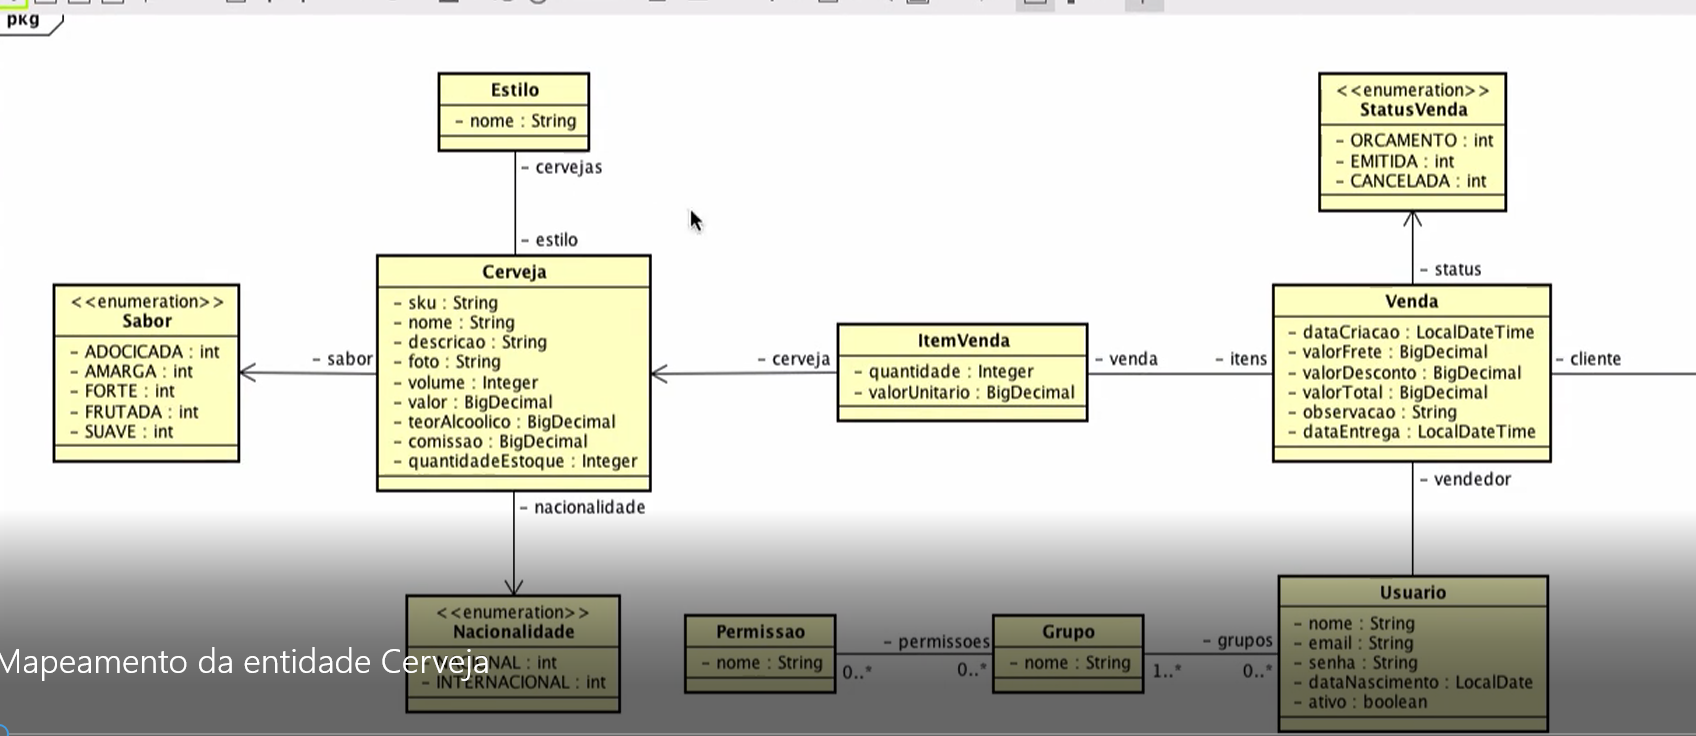 pkg
Estilo
- nome : String
- cervejas
- estilo
<<enumeration>>
StatusVenda
- ORCAMENTO : int
- EMITIDA : int
- CANCELADA : int
- status
<<enumeration>>
Sabor
- ADOCICADA : int
- AMARGA : int
- FORTE : int
- FRUTADA : int
- SUAVE : int
- sabor
Cerveja
- sku : String
- nome : String
- descricao : String
- foto : String
- volume : Integer
- valor : BigDecimal
- teorAlcoolico : BigDecimal
- comissao : BigDecimal
- quantidadeEstoque : Integer
- nacionalidade
- cerveja
ItemVenda
- quantidade : Integer
- valorUnitario : BigDecimal
- venda
- itens
Venda
- dataCriacao : LocalDateTime
- valorFrete : BigDecimal
- valorDesconto : BigDecimal
- valorTotal : BigDecimal
- observacao : String
- dataEntrega : LocalDateTime
- cliente
- vendedor
<<enumeration>>
Nacionalidade
: int
- INTERNACIONAL : int
Mapeamento da entidade Cerveja
Permissao
- nome : String
- permissoes
0..*
0..*
Grupo
- nome : String
- grupos
1..*
0..*
Usuario
- nome : String
- email : String
- senha : String
- dataNascimento : LocalDate
- ativo : boolean